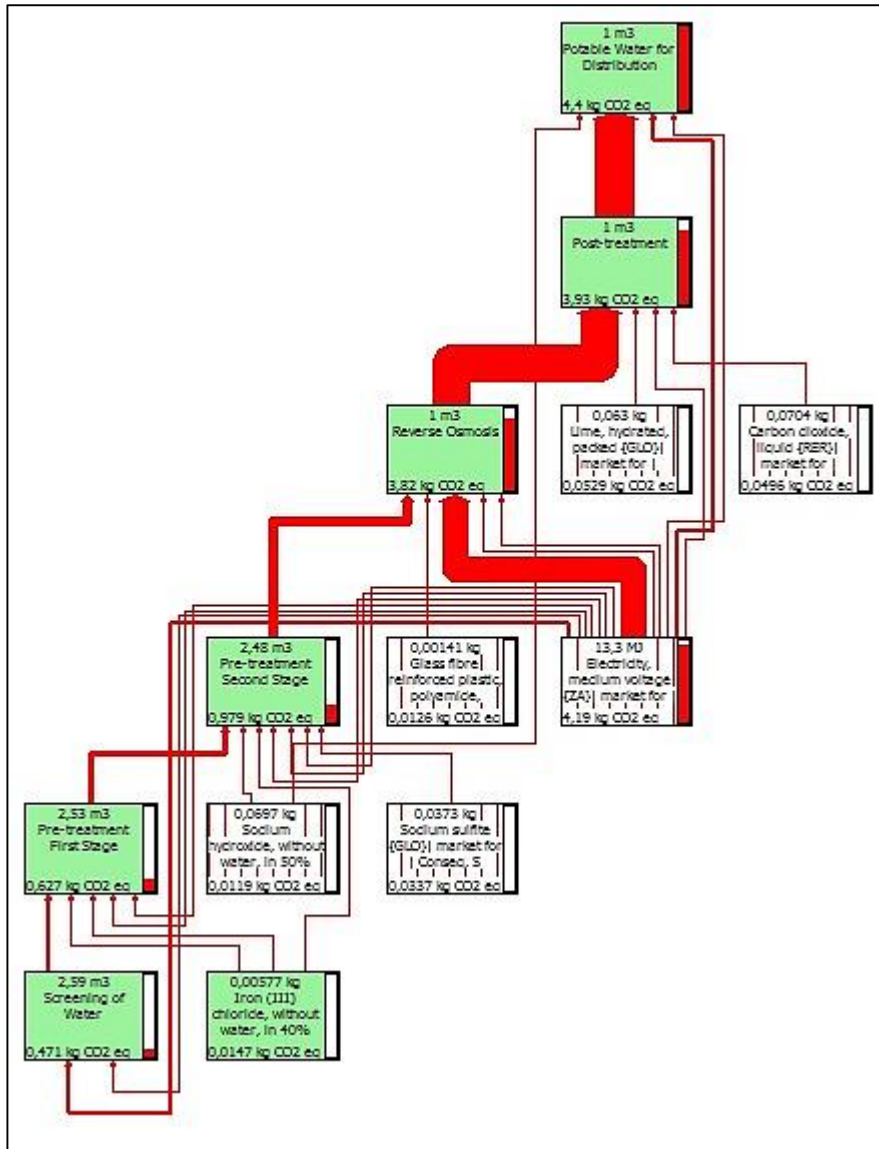 1 m3
Potable Water for
Distribution
4,4 kg CO2 eq
1 m3
Post-treatment
3,93 kg CO2 eq
1 m3
Reverse Osmosis
3,82 kg CO2 eq
0,063 kg
Lime, hydrated,
packed {GLO}|
market for |
0,0529 kg CO2 eq
0,0704 kg
Carbon dioxide,
liquid {RER}|
market for |
0,0496 kg CO2 eq
2,48 m3
Pre-treatment
Second Stage
0,979 kg CO2 eq
0,00141 kg
Glass fibre
reinforced plastic,
polyamide,
0,0126 kg CO2 eq
13,3 MJ
Electricity,
medium voltage
{ZA}| market for |
4,19 kg CO2 eq
2,53 m3
Pre-treatment
First Stage
0,627 kg CO2 eq
0,0697 kg
Sodium
hydroxide, without
water, in 50%
0,0119 kg CO2 eq
0,0373 kg
Sodium sulfite
{GLO}| market for
| Conseq, S
0,0337 kg CO2 eq
2,59 m3
Screening of
Water
0,471 kg CO2 eq
0,00577 kg
Iron (III)
chloride, without
water, in 40%
0,0147 kg CO2 eq